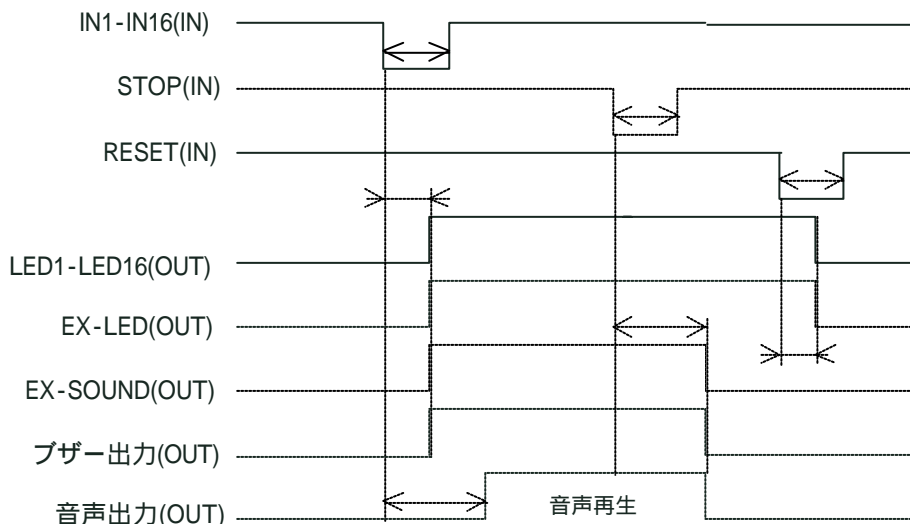 IN1-IN16(IN)
STOP(IN)
RESET(IN)
LED1-LED16(OUT)
EX-LED(OUT)
EX-SOUND(OUT)
ブザー出力(OUT)
音声再生
音声出力(OUT)